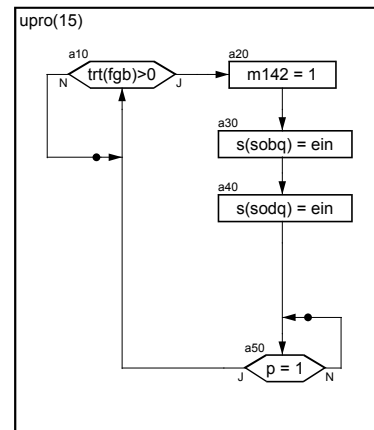 upro(15)
a10
trt(fgb)>0
N
J
a20
m142 = 1
a30
s(sobq) = ein
a40
s(sodq) = ein
a50
p = 1
J
N